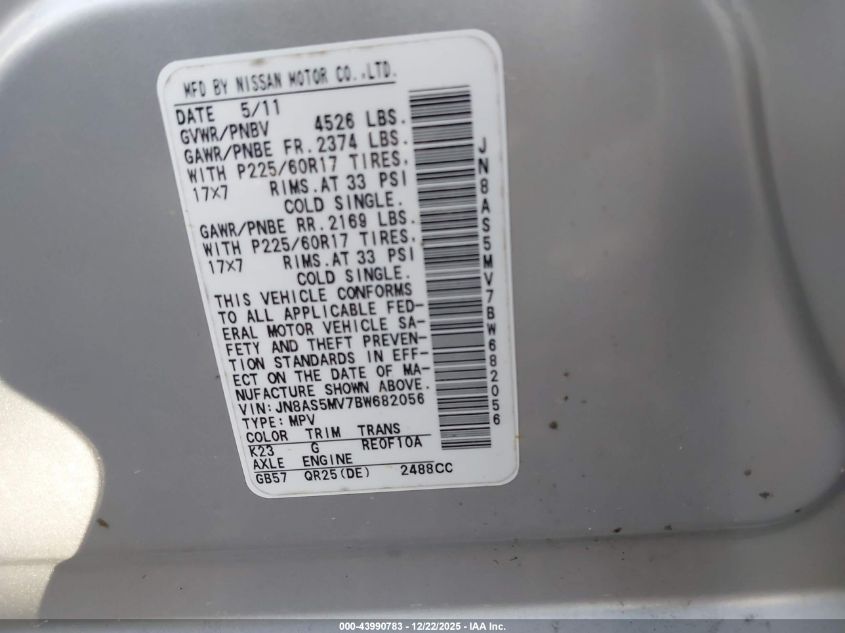 MFD BY NISSAN MOTOR CO.,LTD.
DATE 5/11
GVWR/PNBV 4526 LBS.
GAWR/PNBE FR. 2374 LBS.
WITH P225/60R17 TIRES,
17×7 RIMS.AT 33 PSI
COLD SINGLE.
GAWR/PNBE RR. 2169 LBS.
WITH P225/60R17 TIRES,
17×7 RIMS.AT 33 PSI
COLD SINGLE.
THIS VEHICLE CONFORMS
TO ALL APPLICABLE FED-
ERAL MOTOR VEHICLE SA-
FETY AND THEFT PREVEN-
TION STANDARDS IN EFF-
ECT ON THE DATE OF MA-
NUFACTURE SHOWN ABOVE.
VIN: JN8AS5MV7BW682056
TYPE: MPV
COLOR TRIM TRANS
K23 G RE0F10A
AXLE ENGINE
GB57 QR25(DE) 2488CC
JN8AS5MV7BW682056
000-43990783 - 12/22/2025 - IAA Inc.